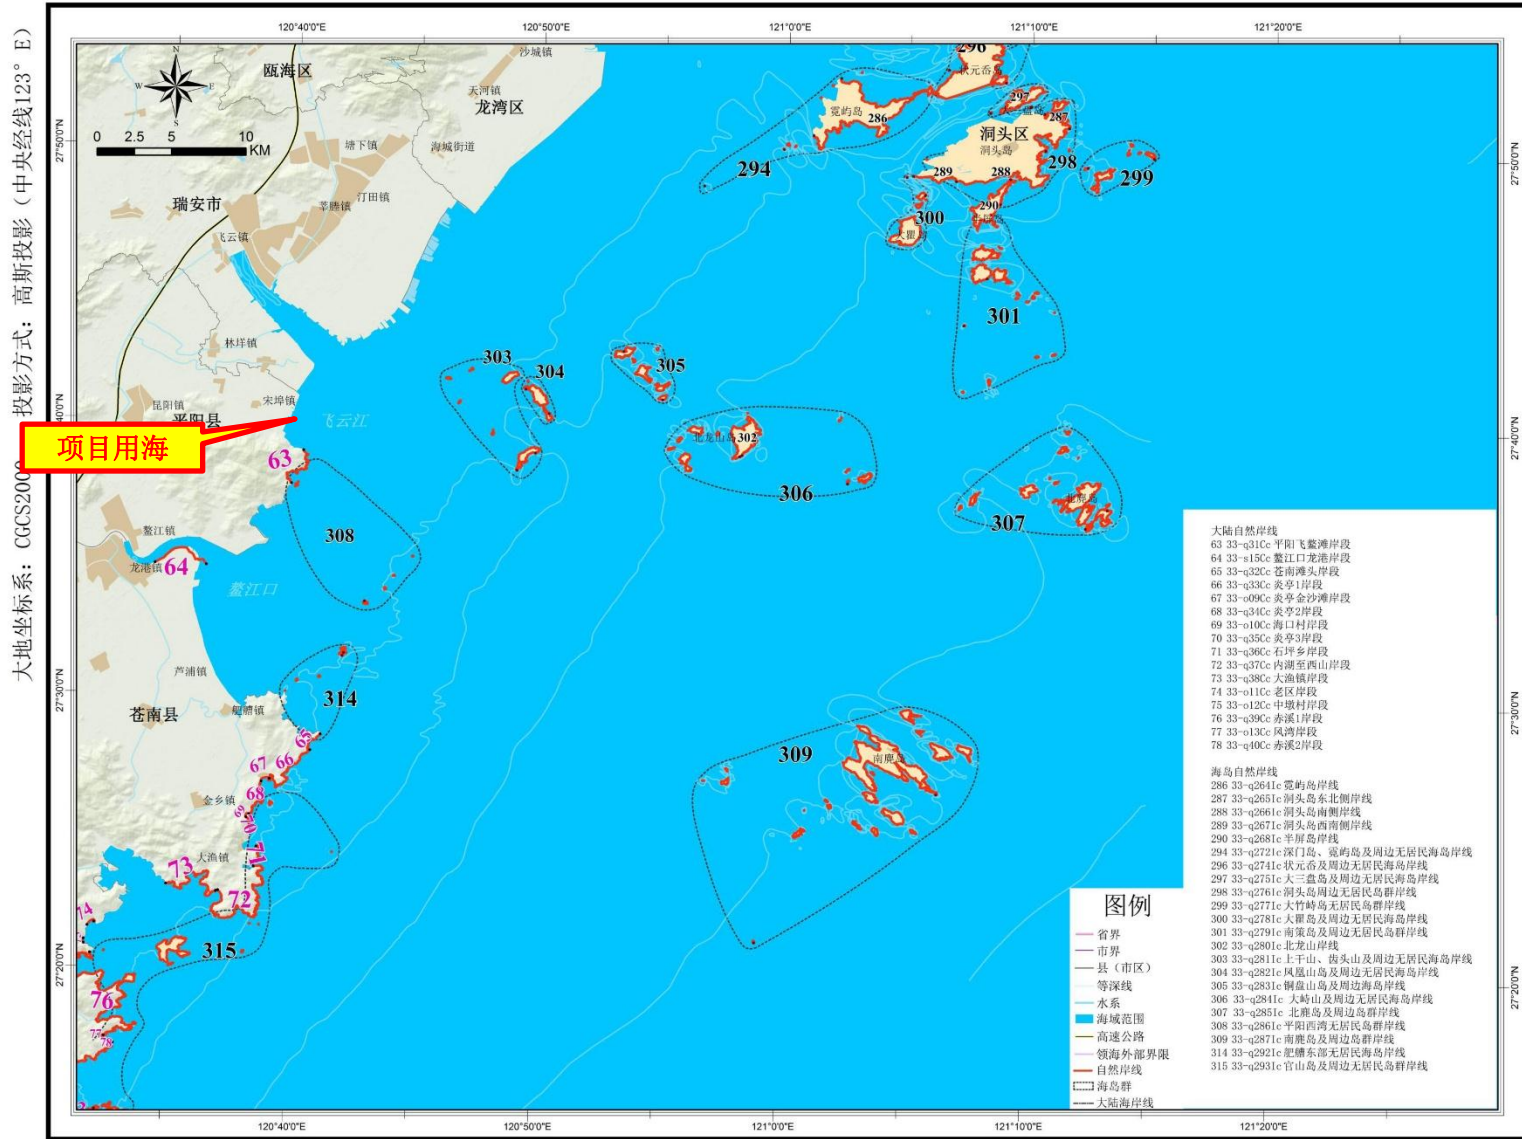 大地坐标系：CGCS2000 投影方式：高斯投影（中央经线123° E）
120°40'0"E
120°50'0"E
121°0'0"E
121°10'0"E
121°20'0"E
27°50'0"N
27°30'0"N
27°20'0"N
27°50'0"N
27°40'0"N
27°30'0"N
27°20'0"N
N
W
E
S
0 2.5 5 10
KM
瓯海区
沙城镇
天河镇
龙湾区
塘下镇
海城街道
瑞安市
莘塍镇
汀田镇
飞云镇
林垟镇
昆阳镇
宋埠镇
平阳县
飞云江
项目用海
63
鳌江镇
龙港镇
64
鳌江口
芦浦镇
苍南县
舥艚镇
金乡镇
大渔镇
65
66
67
68
69
70
71
72
73
74
76
77
78
296
状元岙岛
297
287
霓屿岛
286
洞头区
洞头岛
298
299
294
289
288
290
300
大瞿岛
301
303
304
305
北龙山岛
302
306
307
北麂岛
308
314
309
南麂岛
315
大陆自然岸线
63 33-q31Cc 平阳飞鳌滩岸段
64 33-s15Cc 鳌江口龙港岸段
65 33-q32Cc 苍南滩头岸段
66 33-q33Cc 炎亭1岸段
67 33-o09Cc 炎亭金沙滩岸段
68 33-q34Cc 炎亭2岸段
69 33-o10Cc 海口村岸段
70 33-q35Cc 炎亭3岸段
71 33-q36Cc 石坪乡岸段
72 33-q37Cc 内湖至西山岸段
73 33-q38Cc 大渔镇岸段
74 33-o11Cc 老区岸段
75 33-o12Cc 中墩村岸段
76 33-q39Cc 赤溪1岸段
77 33-o13Cc 风湾岸段
78 33-q40Cc 赤溪2岸段
海岛自然岸线
286 33-q264Ic 霓屿岛岸线
287 33-q265Ic 洞头岛东北侧岸线
288 33-q266Ic 洞头岛南侧岸线
289 33-q267Ic 洞头岛西南侧岸线
290 33-q268Ic 半屏岛岸线
294 33-q272Ic 深门岛、霓屿岛及周边无居民海岛岸线
296 33-q274Ic 状元岙及周边无居民海岛岸线
297 33-q275Ic 大三盘岛及周边无居民海岛岸线
298 33-q276Ic 洞头岛周边无居民岛群岸线
299 33-q277Ic 大竹峙岛无居民岛群岸线
300 33-q278Ic 大瞿岛及周边无居民海岛岸线
301 33-q279Ic 南策岛及周边无居民岛群岸线
302 33-q280Ic 北龙山岸线
303 33-q281Ic 上干山、齿头山及周边无居民海岛岸线
304 33-q282Ic 凤凰山岛及周边无居民海岛岸线
305 33-q283Ic 铜盘山岛及周边海岛岸线
306 33-q284Ic 大峙山及周边无居民海岛岸线
307 33-q285Ic 北麂岛及周边岛群岸线
308 33-q286Ic 平阳西湾无居民岛群岸线
309 33-q287Ic 南麂岛及周边岛群岸线
314 33-q292Ic 舥艚东部无居民海岛岸线
315 33-q293Ic 官山岛及周边无居民岛群岸线
图例
省界
市界
县（市区）
等深线
水系
海域范围
高速公路
领海外部界限
自然岸线
海岛群
大陆海岸线
120°40'0"E
120°50'0"E
121°0'0"E
121°10'0"E
121°20'0"E